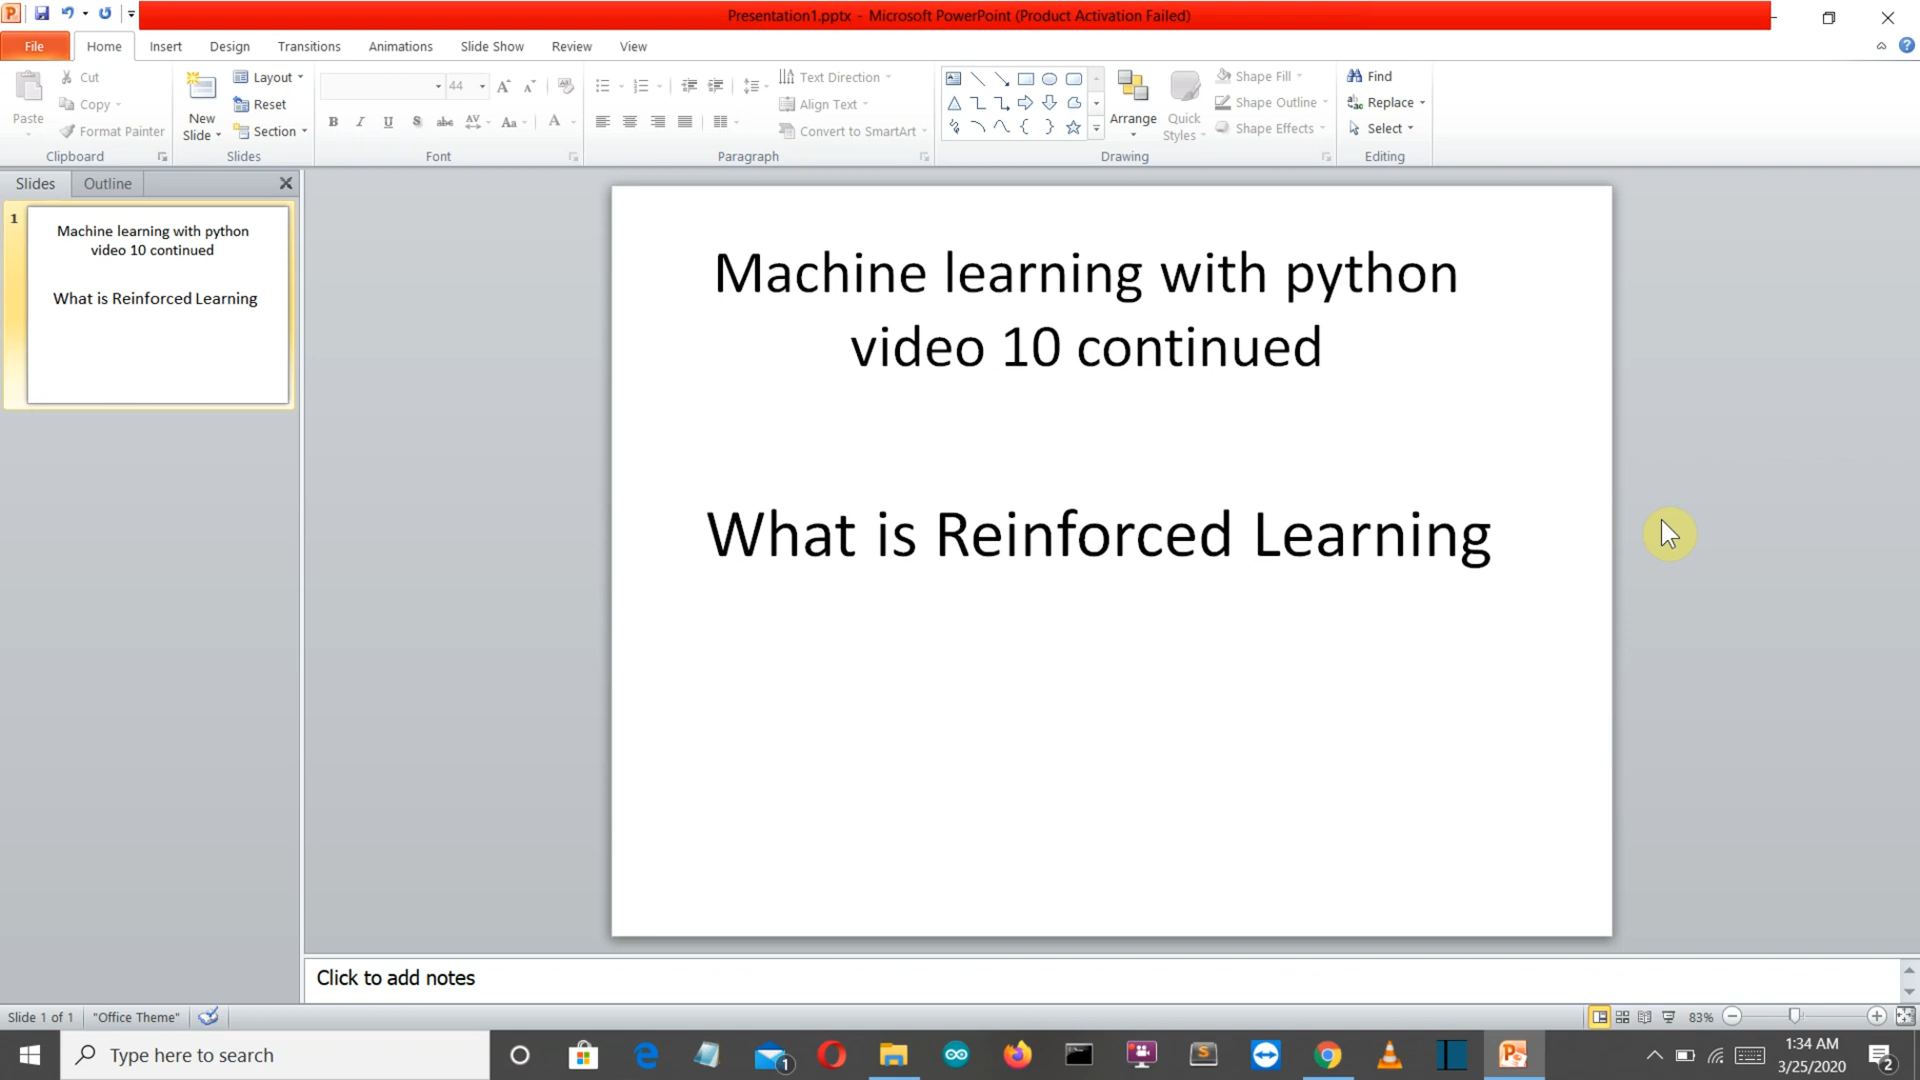 Presentation1.pptx - Microsoft PowerPoint (Product Activation Failed)
File Home Insert Design Transitions Animations Slide Show Review View
Paste
Cut
Copy
Format Painter
Clipboard
New
Slide
Layout
Reset
Section
Slides
44
Font
Text Direction
Align Text
Convert to SmartArt
Paragraph
Arrange
Quick
Styles
Shape Fill
Shape Outline
Shape Effects
Drawing
Find
Replace
Select
Editing
Slides Outline
1
Machine learning with python
video 10 continued
What is Reinforced Learning
Machine learning with python
video 10 continued
What is Reinforced Learning
Click to add notes
Slide 1 of 1 "Office Theme" 83%
Type here to search
1
1:34 AM
3/25/2020
2